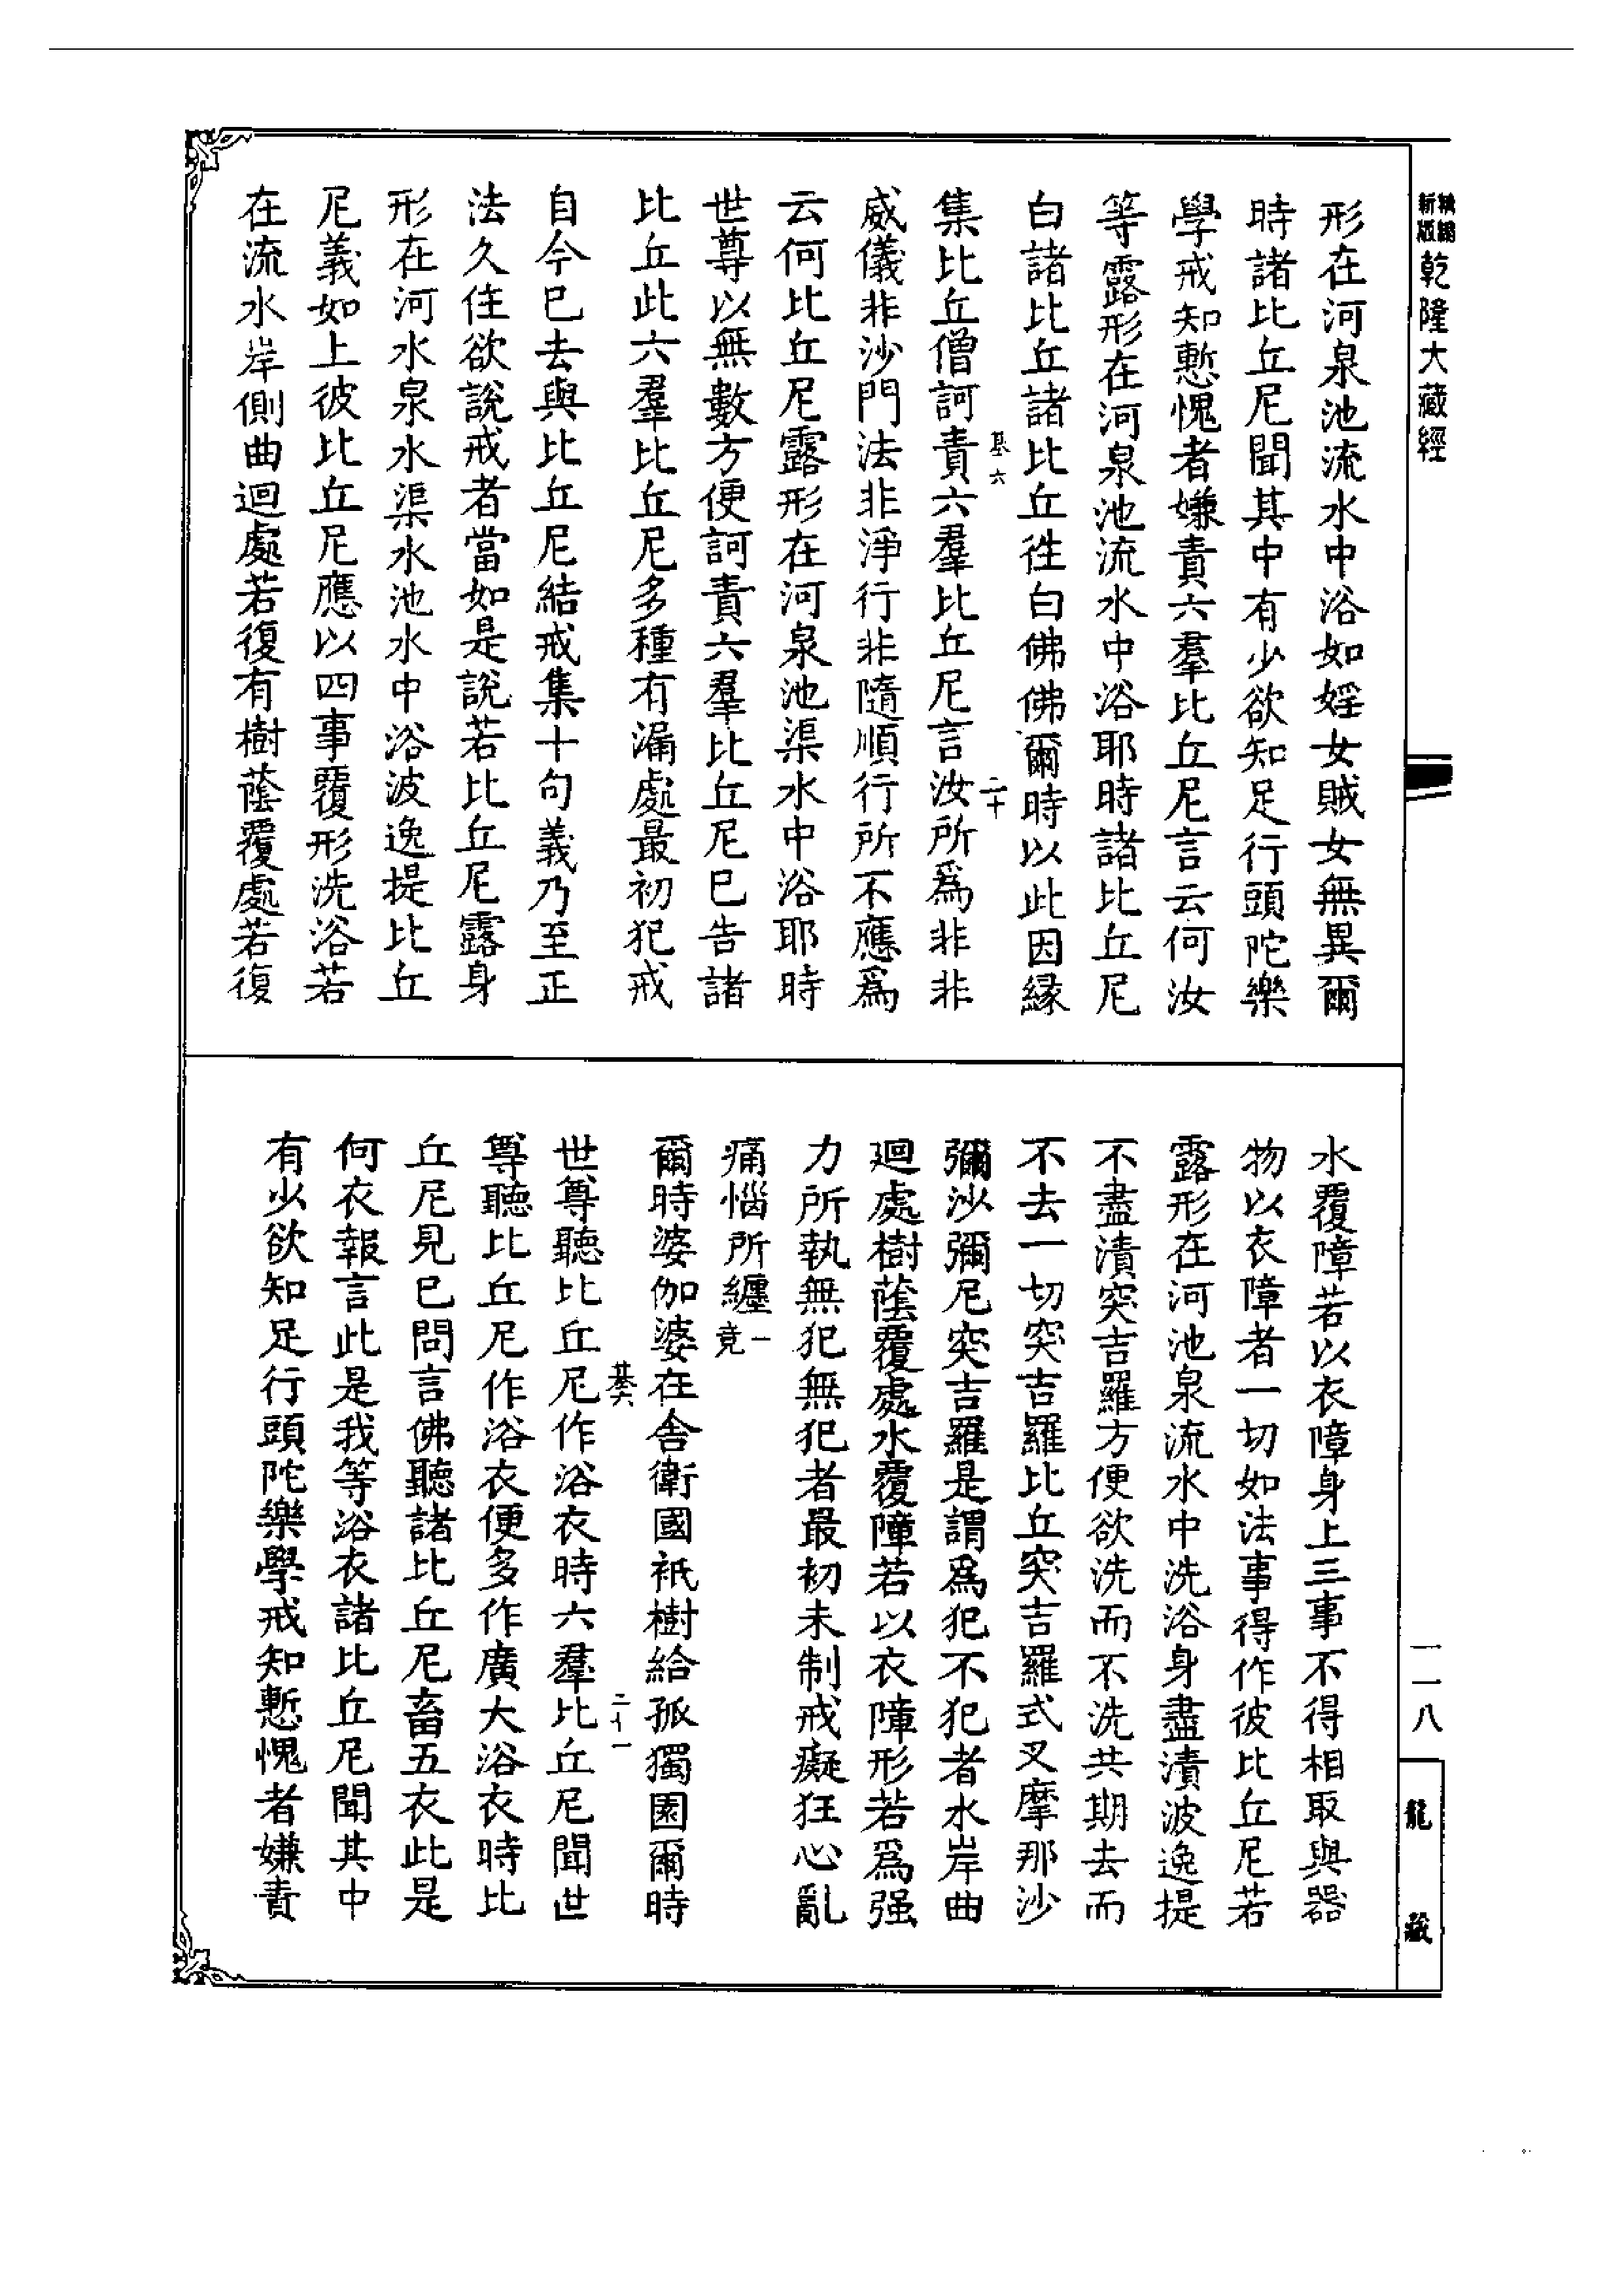 新版
精縮
乾隆大藏經
形在河泉池流水中浴如婬女賊女無異爾
時諸比丘尼聞其中有少欲知足行頭陀樂
學戒知慙愧者嫌責六羣比丘尼言云何汝
等露形在河泉池流水中浴耶時諸比丘尼
白諸比丘諸比丘徃白佛佛爾時以此因緣
基六
二十
集比丘僧訶責六羣比丘尼言汝所爲非非
威儀非沙門法非淨行非隨順行所不應爲
云何比丘尼露形在河泉池渠水中浴耶時
世尊以無數方便訶責六羣比丘尼已告諸
比丘此六羣比丘尼多種有漏處最初犯戒
自今已去與比丘尼結戒集十句義乃至正
法久住欲說戒者當如是說若比丘尼露身
形在河水泉水渠水池水中浴波逸提比丘
尼義如上彼比丘尼應以四事覆形洗浴若
在流水岸側曲迴處若復有樹蔭覆處若復
水覆障若以衣障身上三事不得相取與器
物以衣障者一切如法事得作彼比丘尼若
露形在河池泉流水中洗浴身盡漬波逸提
不盡漬突吉羅方便欲洗而不洗共期去而
不去一切突吉羅比丘突吉羅式叉摩那沙
彌沙彌尼突吉羅是謂爲犯不犯者水岸曲
迴處樹蔭覆處水覆障若以衣障形若爲强
力所執無犯無犯者最初未制戒癡狂心亂
痛惱所纏一竟
爾時婆伽婆在舍衛國祇樹給孤獨園爾時
基六
二十一
世尊聽比丘尼作浴衣時六羣比丘尼聞世
尊聽比丘尼作浴衣便多作廣大浴衣時比
丘尼見已問言佛聽諸比丘尼畜五衣此是
何衣報言此是我等浴衣諸比丘尼聞其中
有少欲知足行頭陀樂學戒知慙愧者嫌責
一一八
龍藏